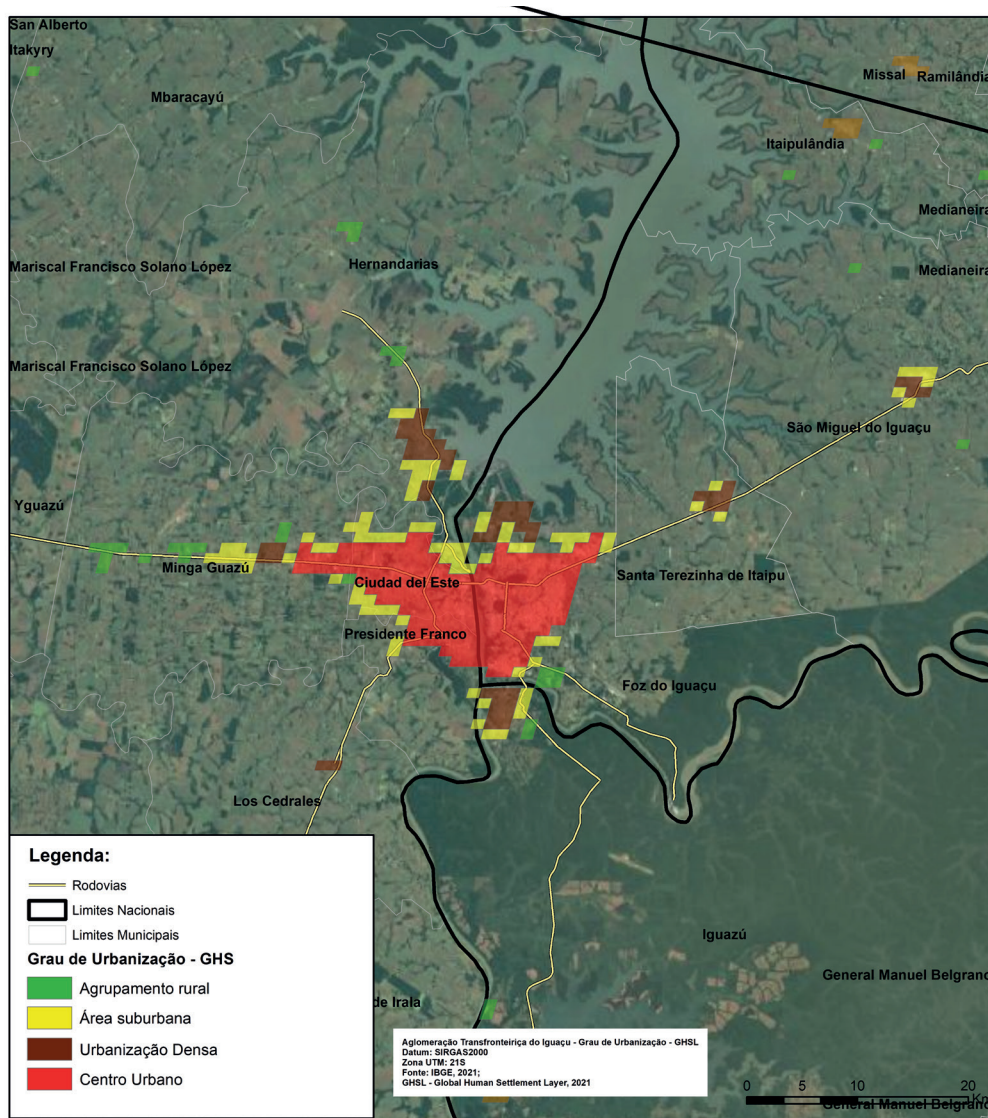 San Alberto
Itakyry
Mbaracayú
Missal
Ramilândia
Itaipulândia
Medianeira
Mariscal Francisco Solano López
Hernandarias
Medianeira
Mariscal Francisco Solano López
São Miguel do Iguaçu
Yguazú
Minga Guazú
Ciudad del Este
Santa Terezinha de Itaipu
Presidente Franco
Foz do Iguaçu
Los Cedrales
Iguazú
General Manuel Belgrano
de Irala
Legenda:
Rodovias
Limites Nacionais
Limites Municipais
Grau de Urbanização - GHS
Agrupamento rural
Área suburbana
Urbanização Densa
Centro Urbano
Aglomeração Transfronteiriça do Iguaçu - Grau de Urbanização - GHSL
Datum: SIRGAS2000
Zona UTM: 21S
Fonte: IBGE, 2021;
GHSL - Global Human Settlement Layer, 2021
0 5 10 20
Km
General Manuel Belgrano